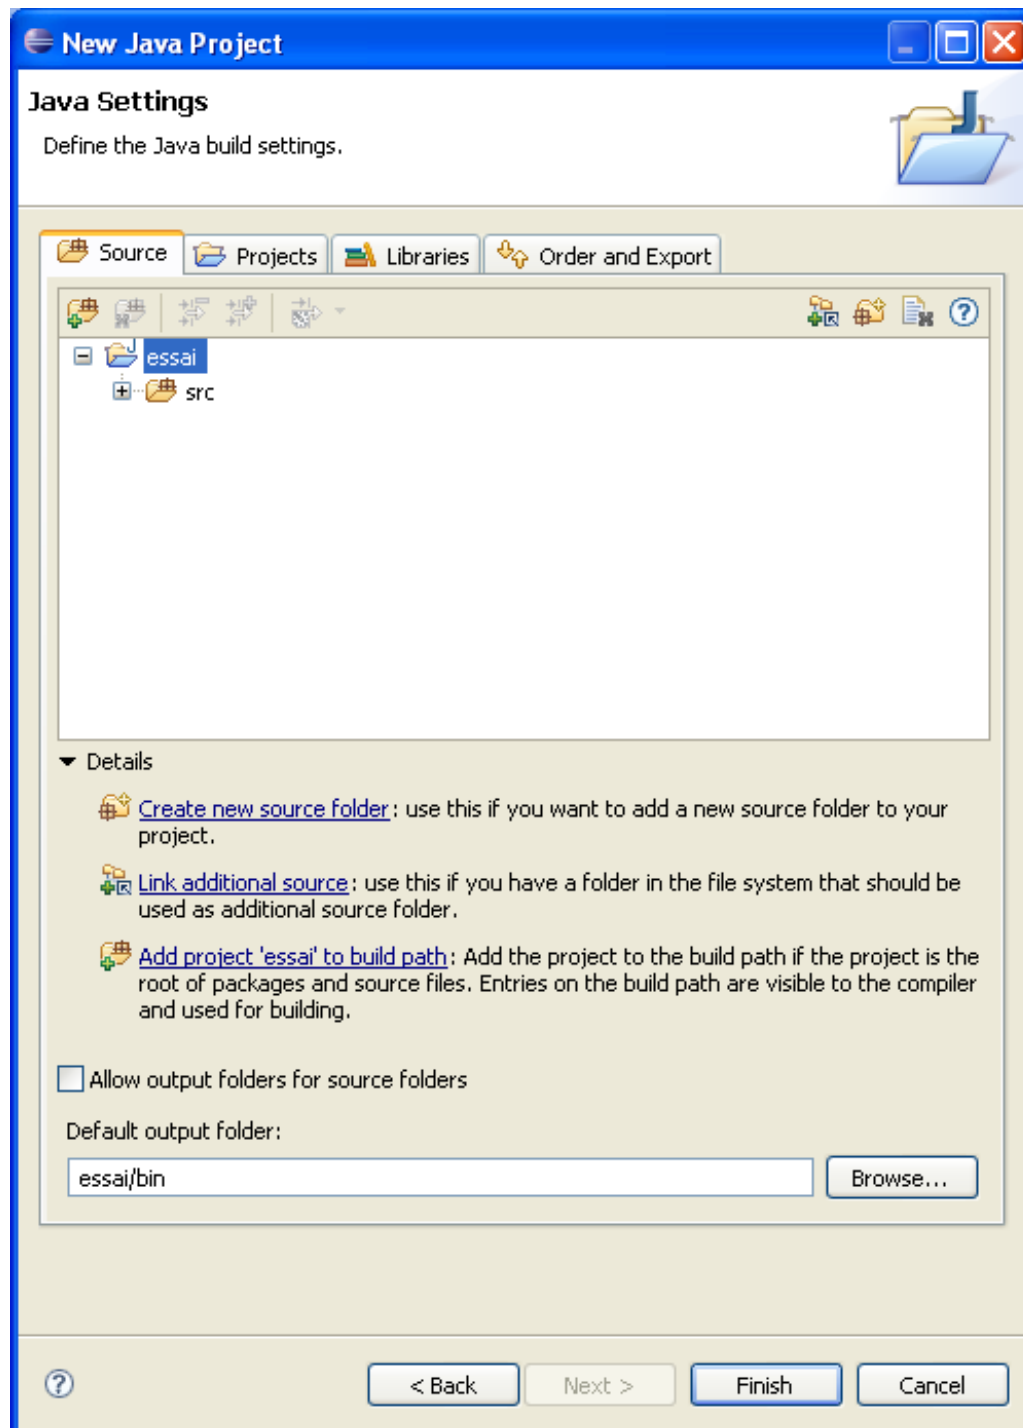 New Java Project
Java Settings
Define the Java build settings.
Source Projects Libraries Order and Export
essai
src
Details
Create new source folder: use this if you want to add a new source folder to your
project.
Link additional source: use this if you have a folder in the file system that should be
used as additional source folder.
Add project 'essai' to build path: Add the project to the build path if the project is the
root of packages and source files. Entries on the build path are visible to the compiler
and used for building.
Allow output folders for source folders
Default output folder:
essai/bin Browse...
< Back Next > Finish Cancel